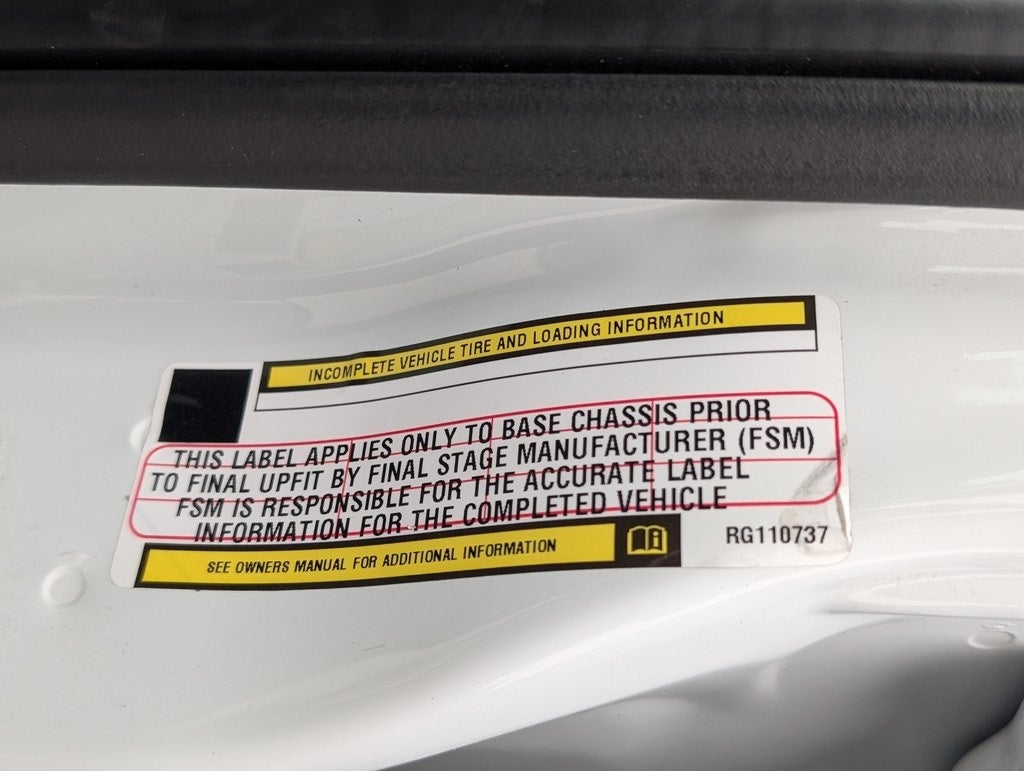 INCOMPLETE VEHICLE TIRE AND LOADING INFORMATION
THIS LABEL APPLIES ONLY TO BASE CHASSIS PRIOR
TO FINAL UPFIT BY FINAL STAGE MANUFACTURER (FSM)
FSM IS RESPONSIBLE FOR THE ACCURATE LABEL
INFORMATION FOR THE COMPLETED VEHICLE
SEE OWNERS MANUAL FOR ADDITIONAL INFORMATION
RG110737